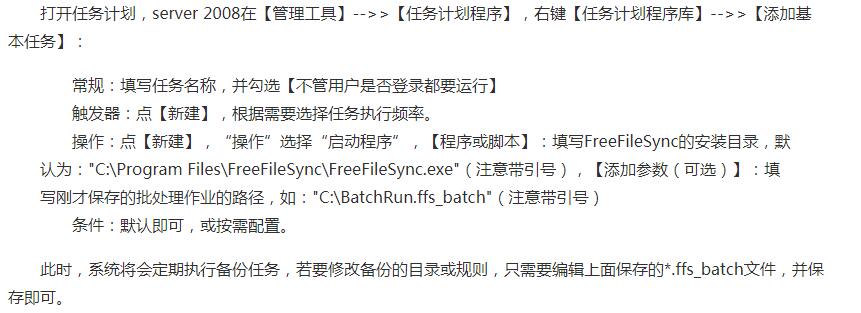 打开任务计划，server 2008在【管理工具】-->>【任务计划程序】，右键【任务计划程序库】-->>【添加基
本任务】：
常规：填写任务名称，并勾选【不管用户是否登录都要运行】
触发器：点【新建】，根据需要选择任务执行频率。
操作：点【新建】，“操作”选择“启动程序”，【程序或脚本】：填写FreeFileSync的安装目录，默
认为："C:\Program Files\FreeFileSync\FreeFileSync.exe"（注意带引号），【添加参数（可选）】：填
写刚才保存的批处理作业的路径，如："C:\BatchRun.ffs_batch"（注意带引号）
条件：默认即可，或按需配置。
此时，系统将会定期执行备份任务，若要修改备份的目录或规则，只需要编辑上面保存的*.ffs_batch文件，并保
存即可。